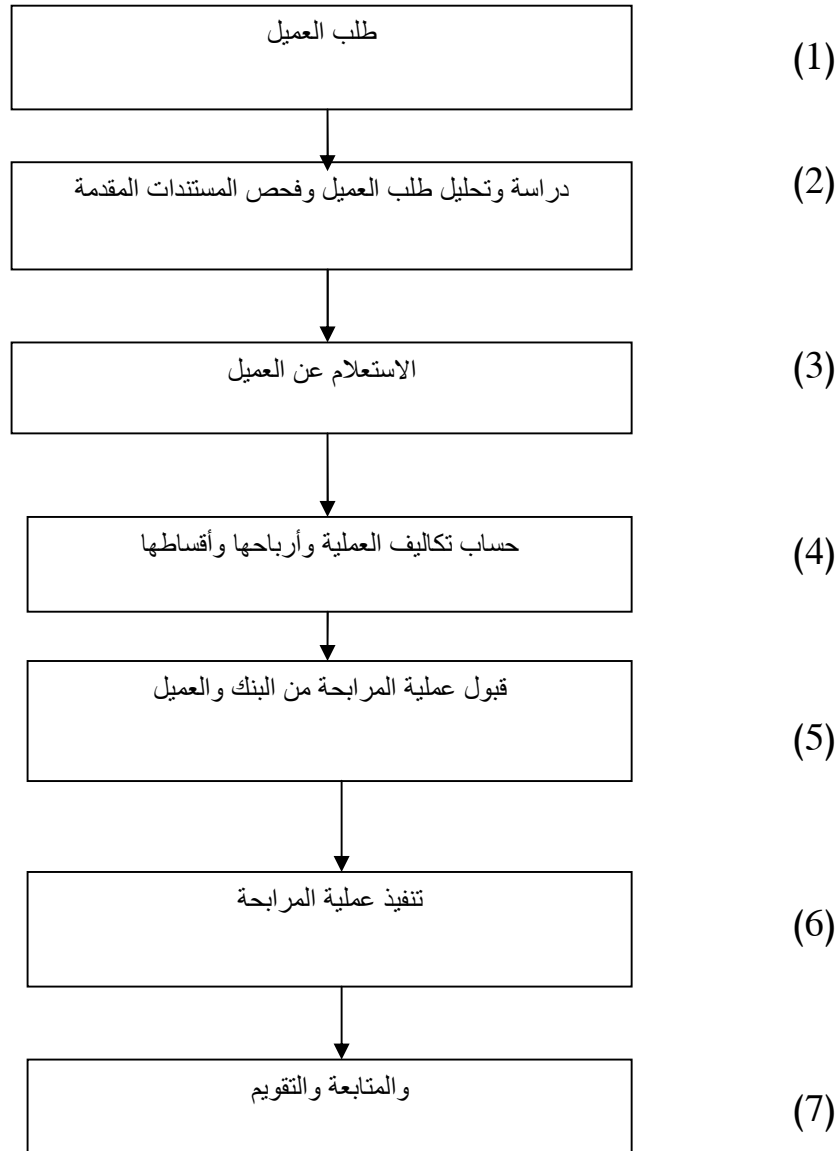 طلب العميل
(1)
دراسة وتحليل طلب العميل وفحص المستندات المقدمة
(2)
الاستعلام عن العميل
(3)
حساب تكاليف العملية وأرباحها وأقساطها
(4)
قبول عملية المرابحة من البنك والعميل
(5)
تنفيذ عملية المرابحة
(6)
والمتابعة والتقويم
(7)